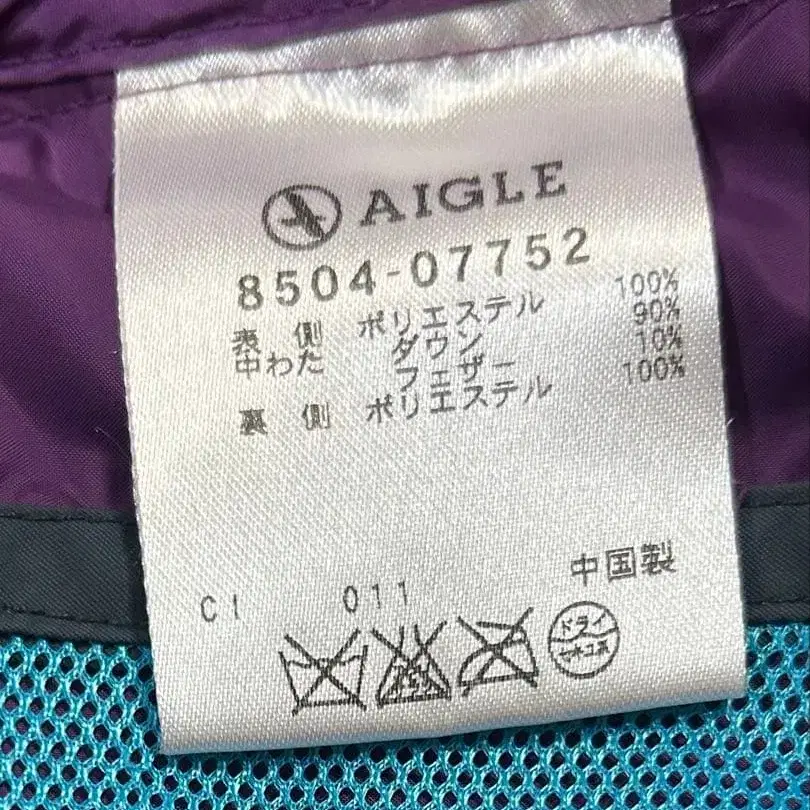 AIGLE
8504-07752
表 側 ポリエステル 100%
中わた ダウン 90%
フェザー 10%
裏 側 ポリエステル 100%
中国製
CI 011
ドライ
セキユ系